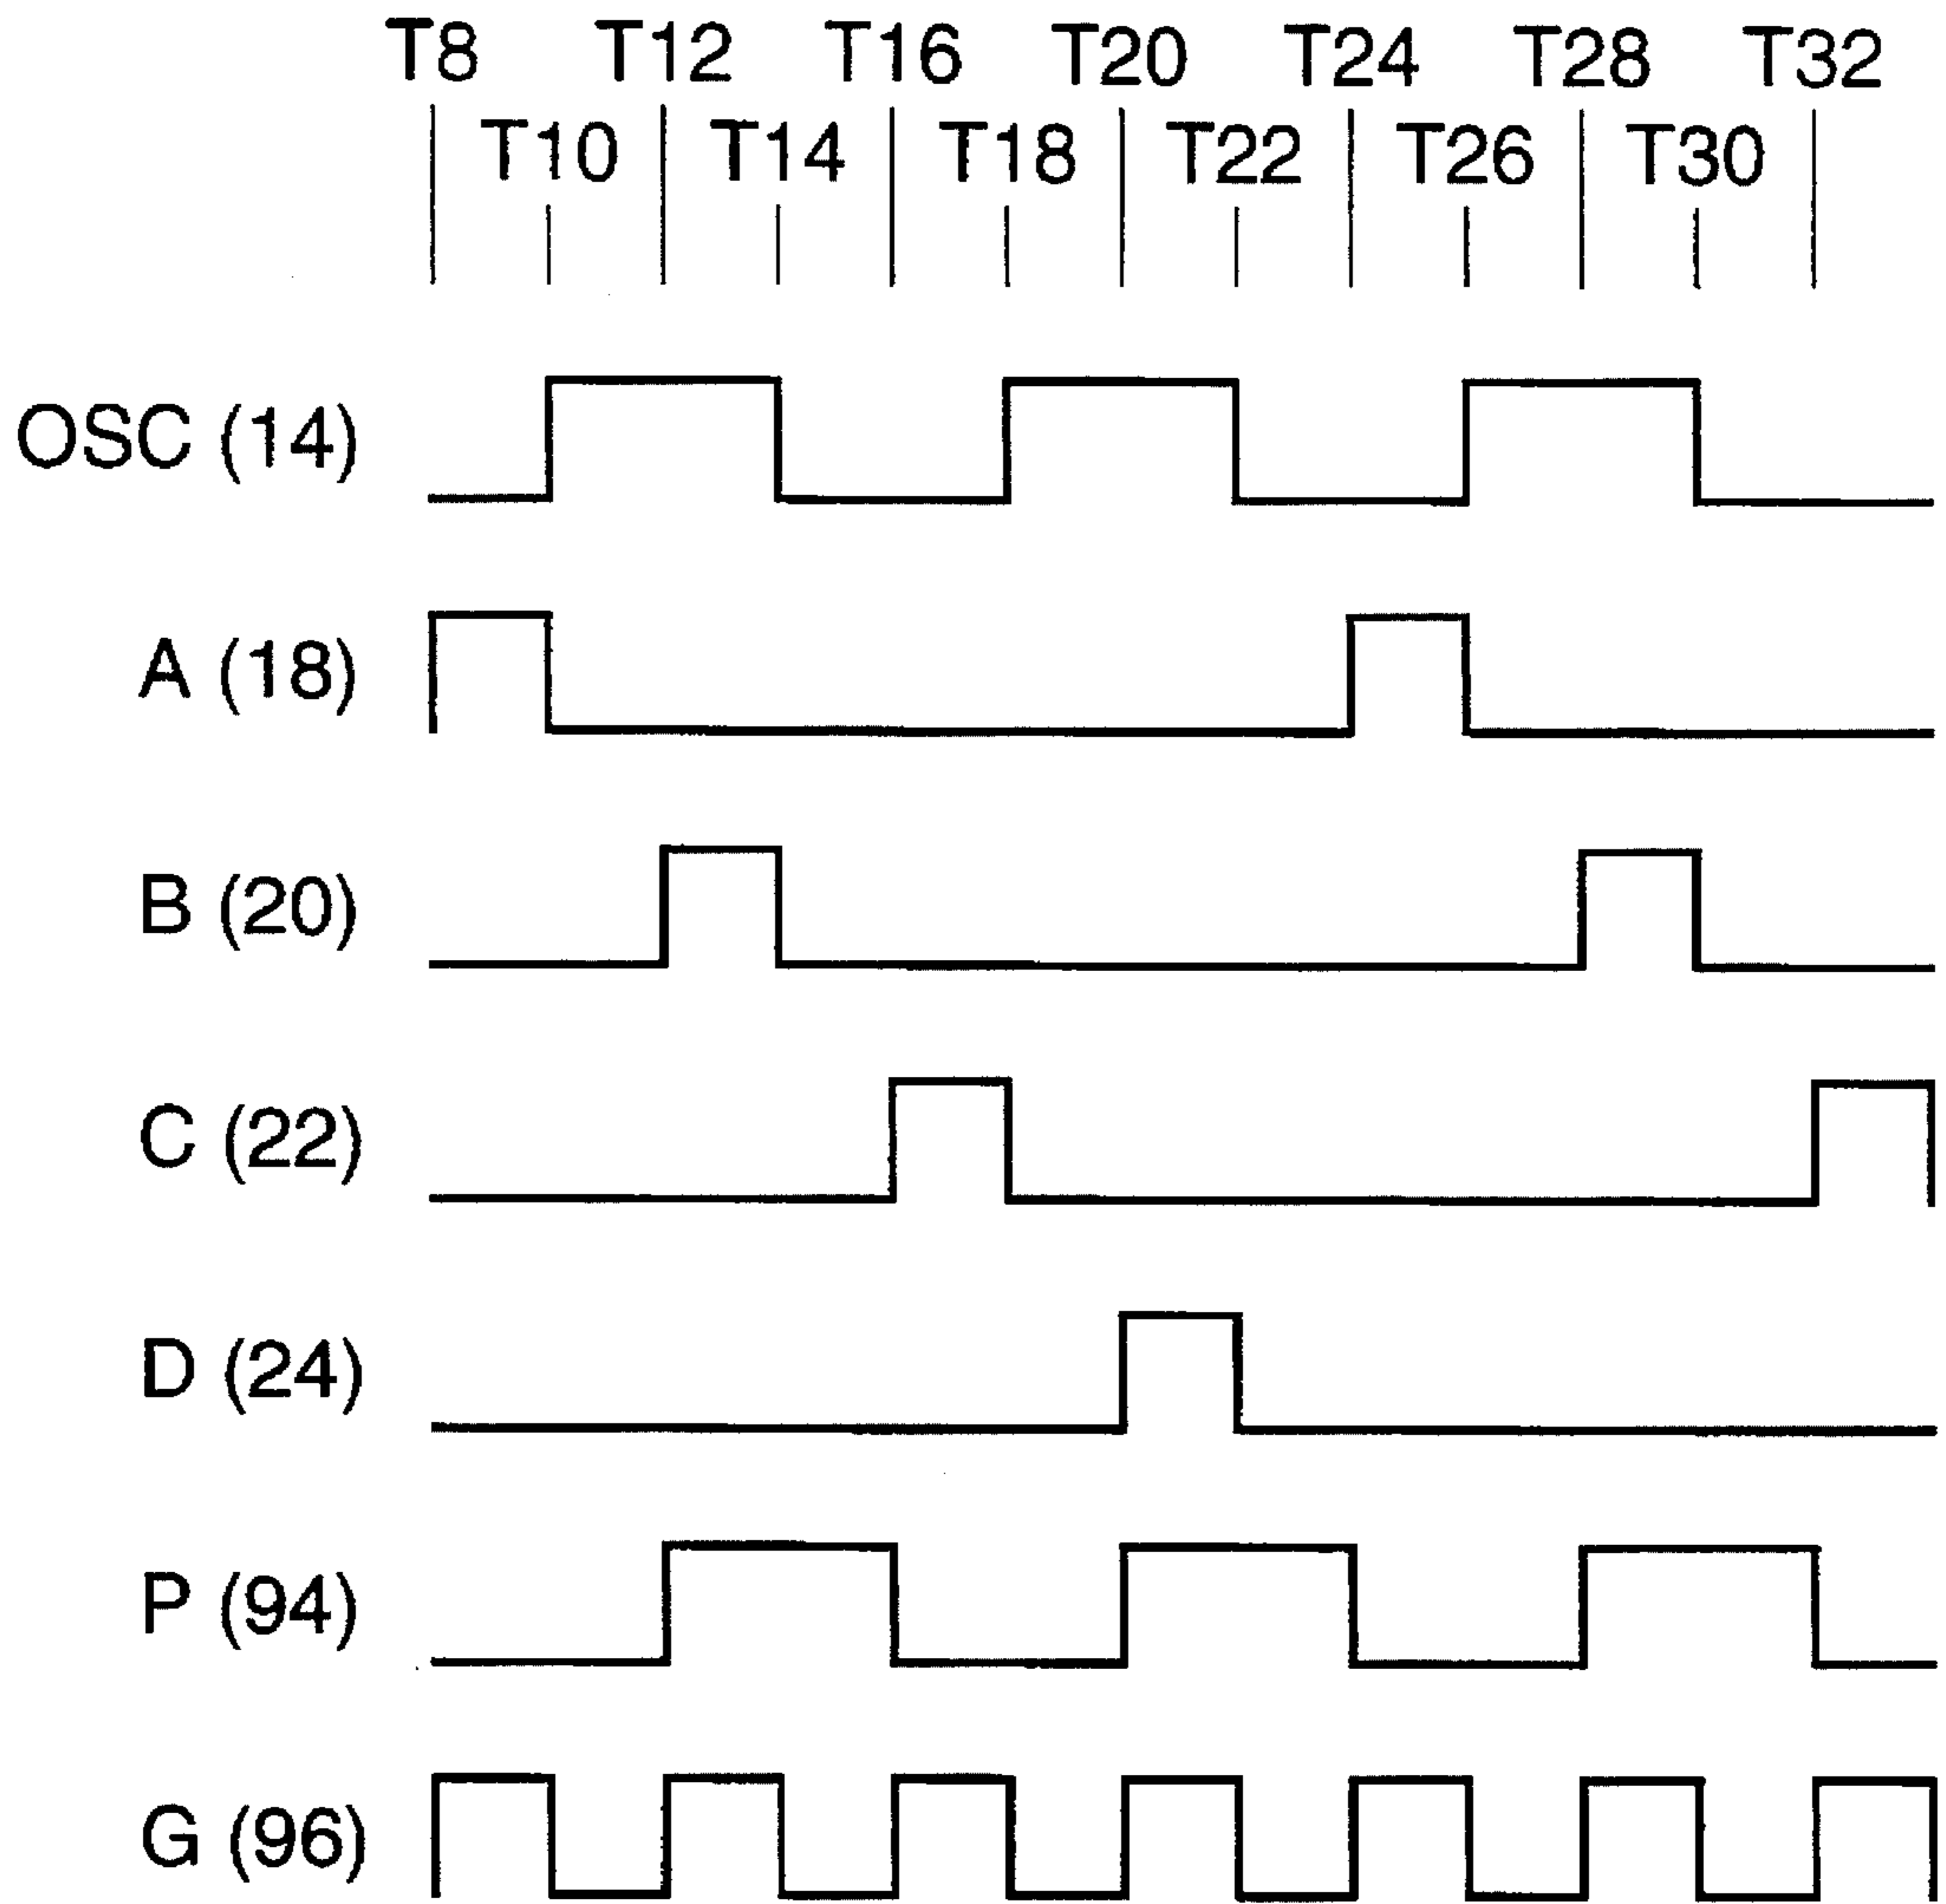 T8 T12 T16 T20 T24 T28 T32
T10 T14 T18 T22 T26 T30
OSC (14)
A (18)
B (20)
C (22)
D (24)
P (94)
G (96)